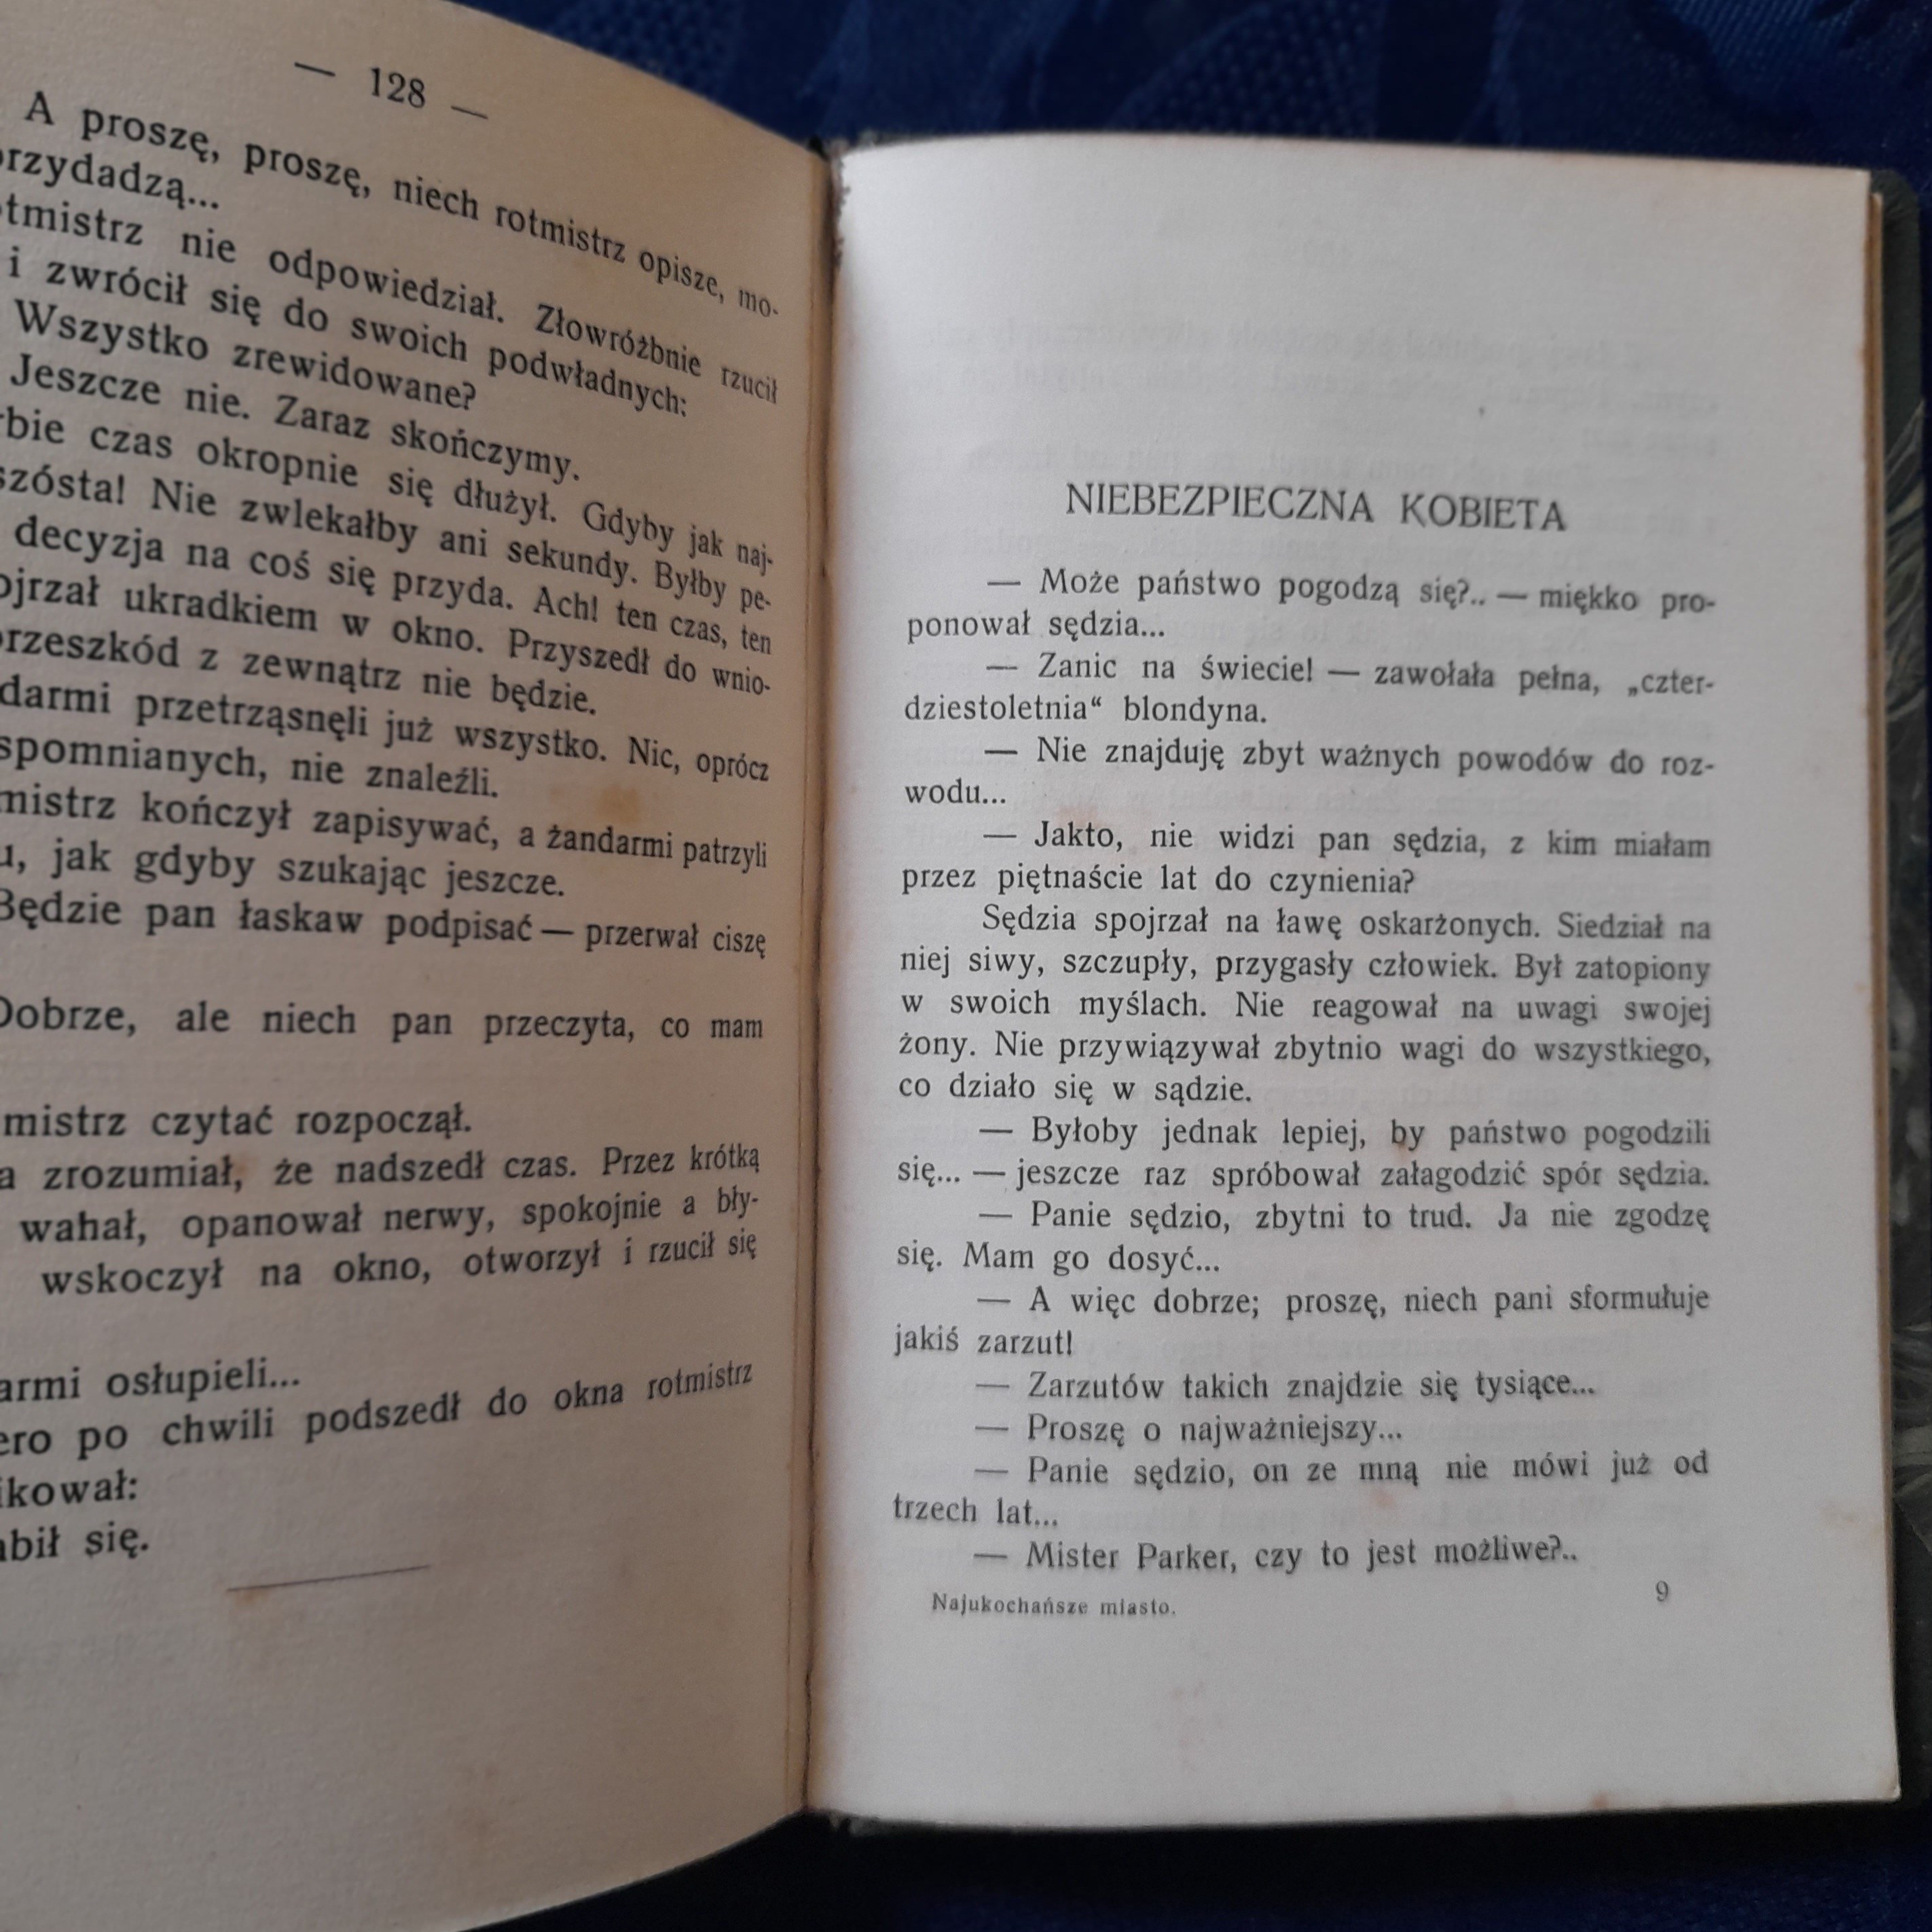 — 128 —
A proszę, proszę, niech rotmistrz opisze, mo-
przydadzą...
nie odpowiedział. Złowróżbnie rzucił
i zwrócił się do swoich podwładnych:
Wszystko zrewidowane?
Jeszcze nie. Zaraz skończymy.
czas okropnie się dłużył. Gdyby jak naj-
szósta! Nie zwlekałby ani sekundy. Byłby pe-
decyzja na coś się przyda. Ach! ten czas, ten
ukradkiem w okno. Przyszedł do wnio-
przeszkód z zewnątrz nie będzie.
darmi przetrząsnęli już wszystko. Nic, oprócz
spomnianych, nie znaleźli.
mistrz kończył zapisywać, a żandarmi patrzyli
u, jak gdyby szukając jeszcze.
Będzie pan łaskaw podpisać — przerwał ciszę
Dobrze, ale niech pan przeczyta, co mam
mistrz czytać rozpoczął.
a zrozumiał, że nadszedł czas. Przez krótką
wahał, opanował nerwy, spokojnie a bły-
wskoczył na okno, otworzył i rzucił się
armi osłupieli...
ero po chwili podszedł do okna rotmistrz
ikował:
abił się.
NIEBEZPIECZNA KOBIETA
— Może państwo pogodzą się?.. — miękko pro-
ponował sędzia...
— Zanic na świecie! — zawołała pełna, „czter-
dziestoletnia“ blondyna.
— Nie znajduję zbyt ważnych powodów do roz-
wodu...
— Jakto, nie widzi pan sędzia, z kim miałam
przez piętnaście lat do czynienia?
Sędzia spojrzał na ławę oskarżonych. Siedział na
niej siwy, szczupły, przygasły człowiek. Był zatopiony
w swoich myślach. Nie reagował na uwagi swojej
żony. Nie przywiązywał zbytnio wagi do wszystkiego,
co działo się w sądzie.
— Byłoby jednak lepiej, by państwo pogodzili
się... — jeszcze raz spróbował załagodzić spór sędzia.
— Panie sędzio, zbytni to trud. Ja nie zgodzę
się. Mam go dosyć...
— A więc dobrze; proszę, niech pani sformułuje
jakiś zarzut!
— Zarzutów takich znajdzie się tysiące...
— Proszę o najważniejszy...
— Panie sędzio, on ze mną nie mówi już od
trzech lat...
— Mister Parker, czy to jest możliwe?..
Najukochańsze miasto. 9